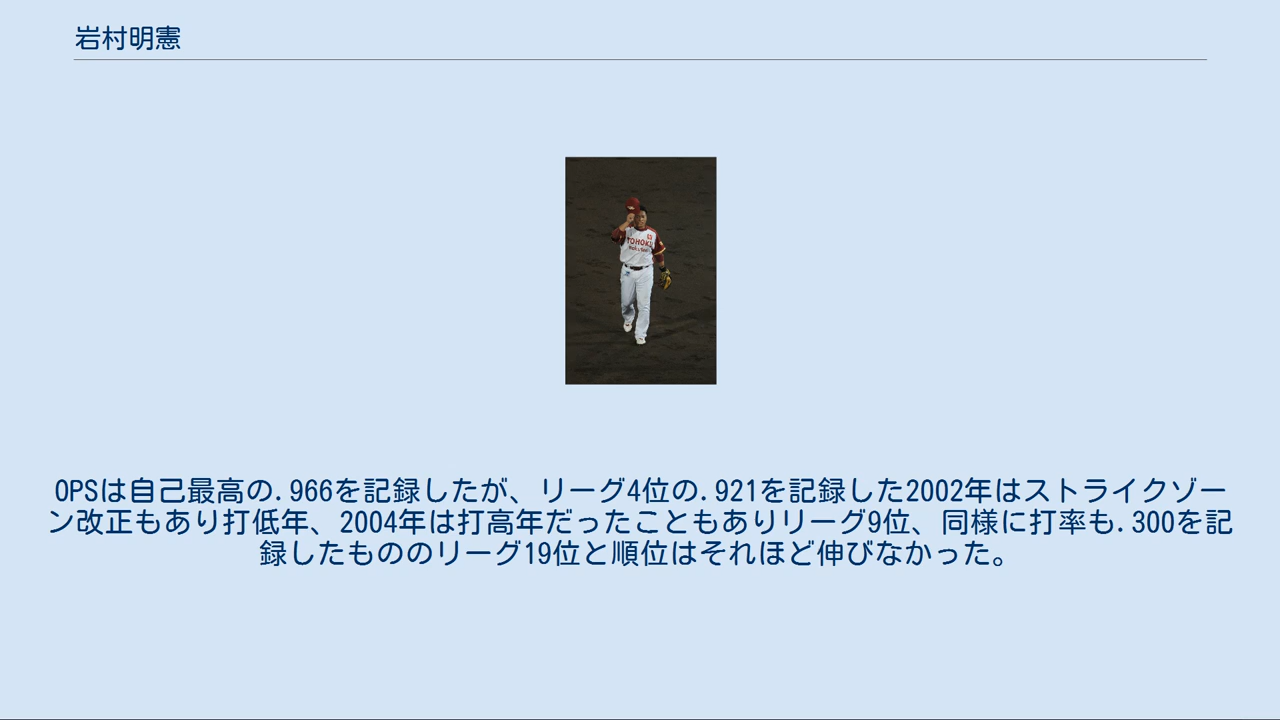 岩村明憲
TOHOKU
OPSは自己最高の.966を記録したが、リーグ4位の.921を記録した2002年はストライクゾー
ン改正もあり打低年、2004年は打高年だったこともありリーグ9位、同様に打率も.300を記
録したもののリーグ19位と順位はそれほど伸びなかった。